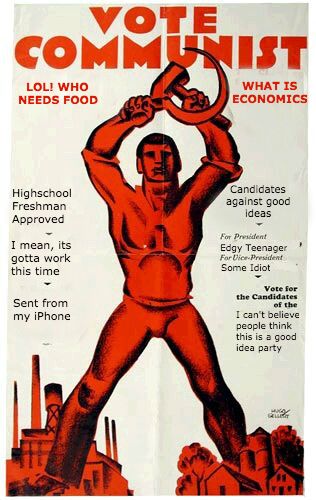 VOTE
COMMUNIST
LOL! WHO
NEEDS FOOD
WHAT IS
ECONOMICS
Highschool
Freshman
Approved
I mean, its
gotta work
this time
Sent from
my iPhone
Candidates
against good
ideas
For President
Edgy Teenager
For Vice-President
Some Idiot
Vote for
the Candidates
of the
I can't believe
people think
this is a good
idea party
HUGO
GELLERT